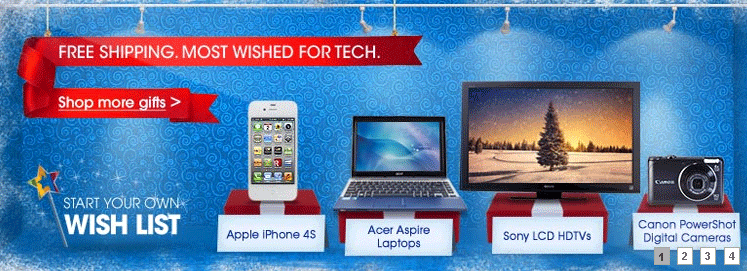 FREE SHIPPING. MOST WISHED FOR TECH.
Shop more gifts >
START YOUR OWN
WISH LIST
Apple iPhone 4S
Acer Aspire
Laptops
Sony LCD HDTVs
Canon
Canon PowerShot
Digital Cameras
1 2 3 4